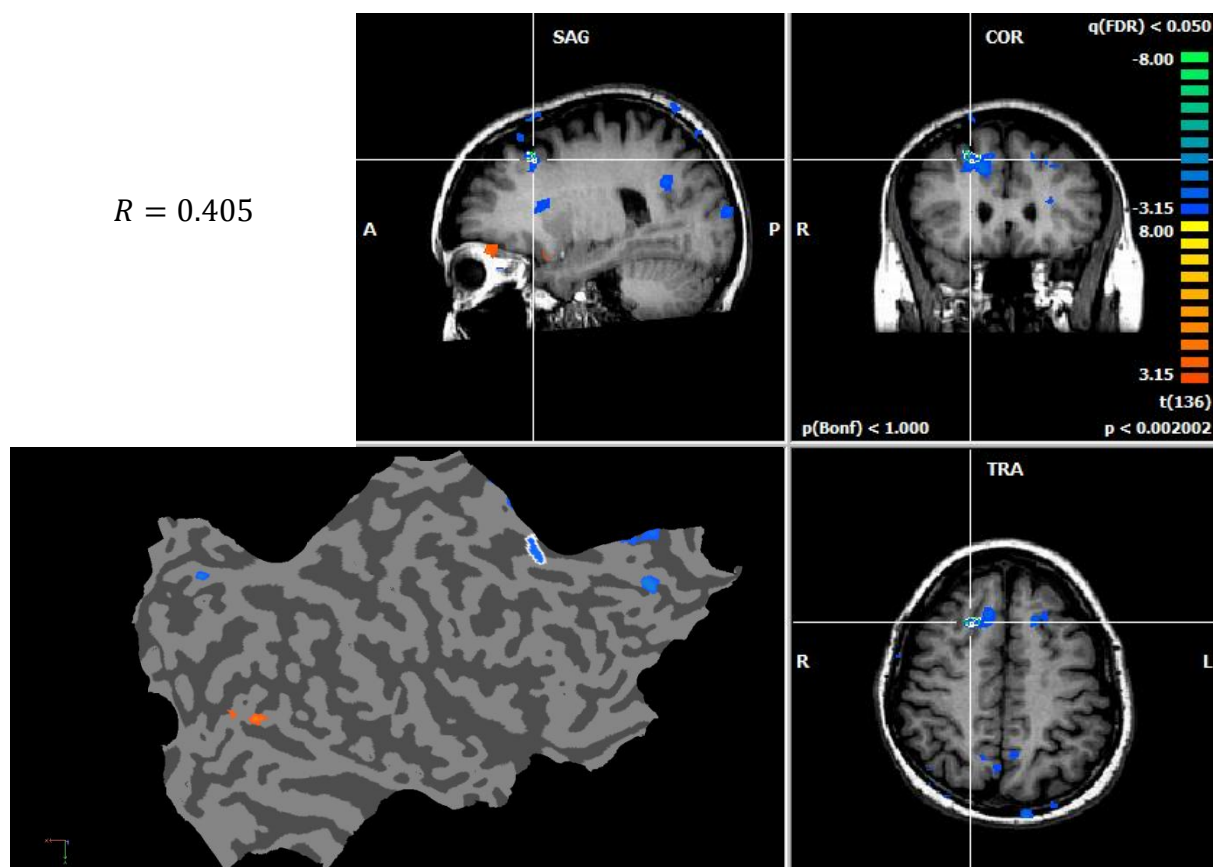 SAG
COR
q(FDR) < 0.050
-8.00
R = 0.405
-3.15
8.00
A
P
R
3.15
t(136)
p(Bonf) < 1.000
p < 0.002002
TRA
R
L